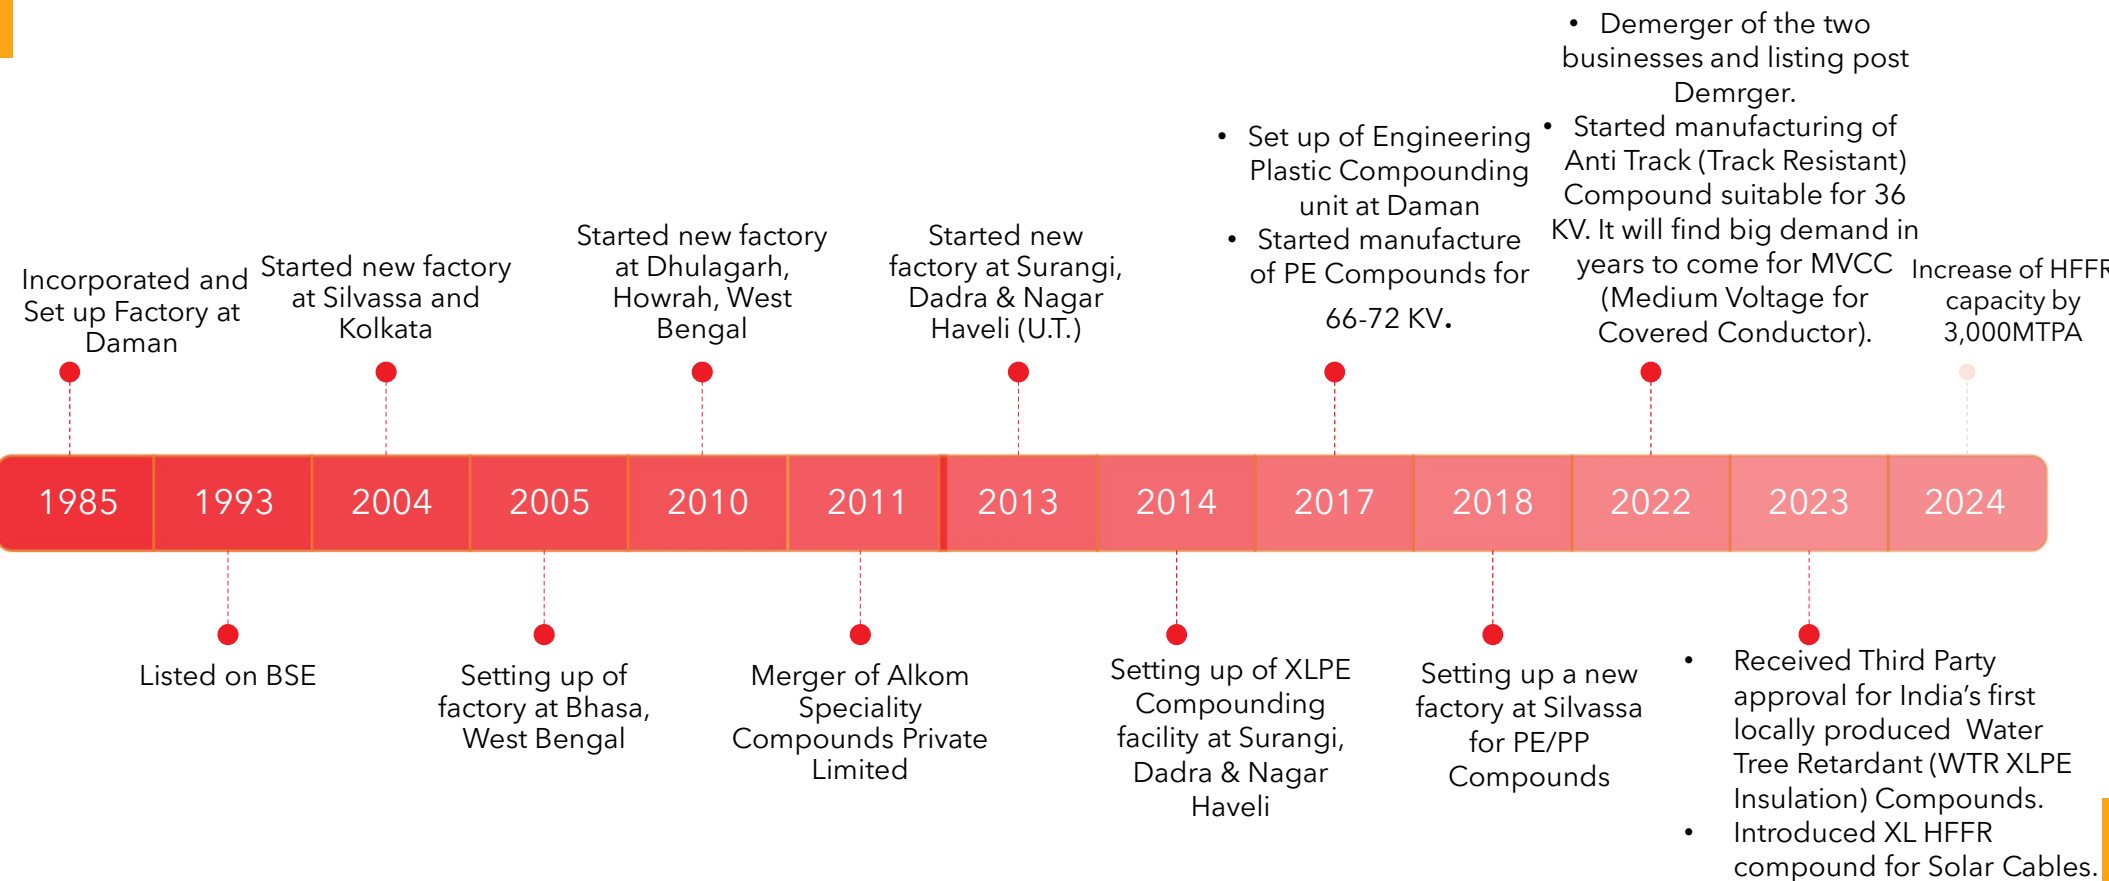 • Demerger of the two
businesses and listing post
Demrger.
• Started manufacturing of
Anti Track (Track Resistant)
Compound suitable for 36
KV. It will find big demand in
years to come for MVCC
(Medium Voltage for
Covered Conductor).
• Set up of Engineering
Plastic Compounding
unit at Daman
• Started manufacture
of PE Compounds for
66-72 KV.
Incorporated and
Set up Factory at
Daman
Started new factory
at Silvassa and
Kolkata
Started new factory
at Dhulagarh,
Howrah, West
Bengal
Started new
factory at Surangi,
Dadra & Nagar
Haveli (U.T.)
Increase of HFFR
capacity by
3,000MTPA
1985 1993 2004 2005 2010 2011 2013 2014 2017 2018 2022 2023 2024
Listed on BSE
Setting up of
factory at Bhasa,
West Bengal
Merger of Alkom
Speciality
Compounds Private
Limited
Setting up of XLPE
Compounding
facility at Surangi,
Dadra & Nagar
Haveli
Setting up a new
factory at Silvassa
for PE/PP
Compounds
• Received Third Party
approval for India’s first
locally produced Water
Tree Retardant (WTR XLPE
Insulation) Compounds.
• Introduced XL HFFR
compound for Solar Cables.